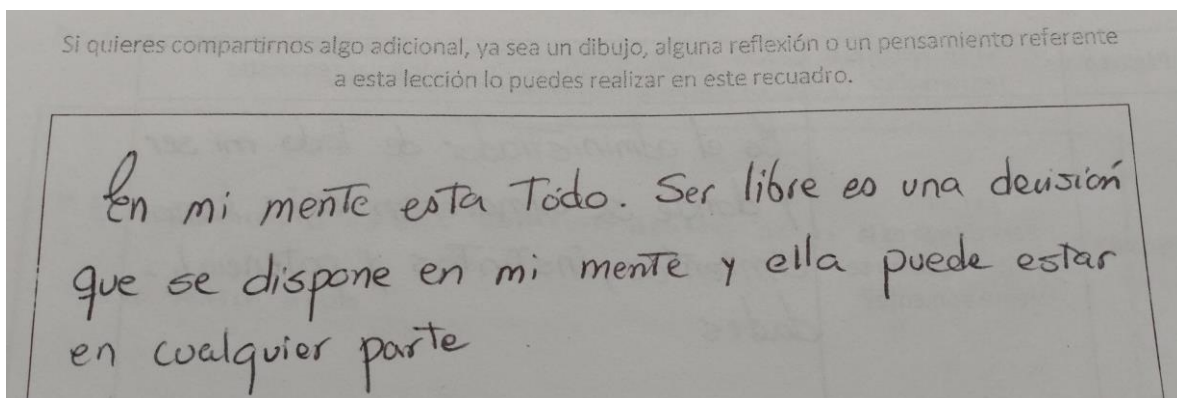 Si quieres compartirnos algo adicional, ya sea un dibujo, alguna reflexión o un pensamiento referente
a esta lección lo puedes realizar en este recuadro.
En mi mente esta Todo. Ser libre es una decisión
que se dispone en mi mente y ella puede estar
en cualquier parte